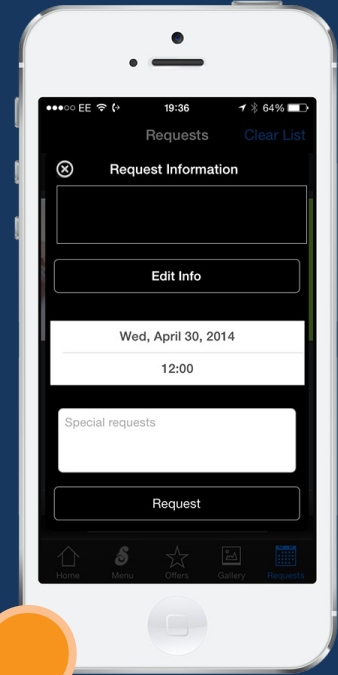 EE 19:36 64%
Requests Clear List
Request Information
Edit Info
Wed, April 30, 2014
12:00
Special requests
Request
Home Menu Offers Gallery Requests